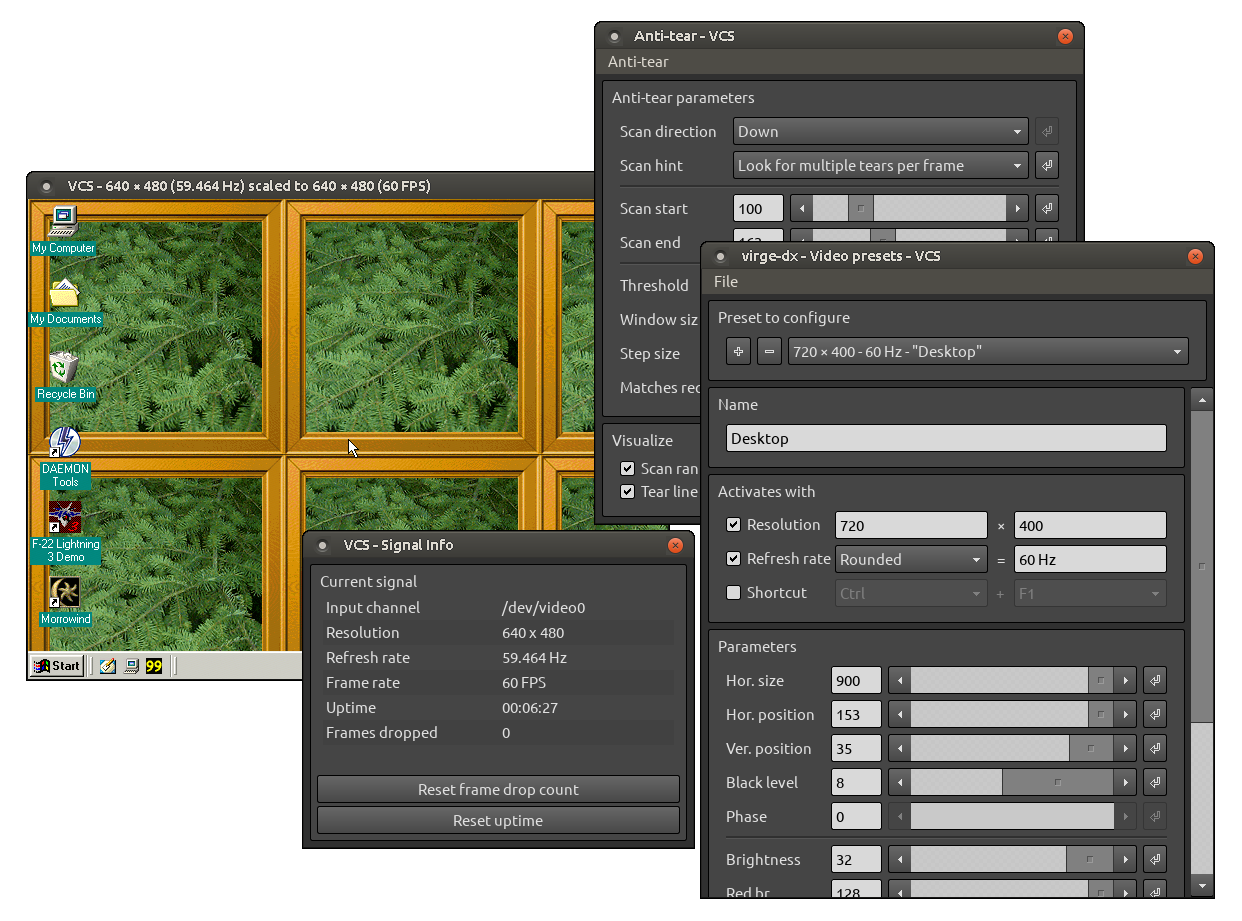 Anti-tear - VCS
Anti-tear
Anti-tear parameters
Scan direction Down
Scan hint Look for multiple tears per frame
Scan start 100
Scan end
Threshold
Window siz
Step size
Matches rec
Visualize
Scan ran
Tear line
VCS - 640 × 480 (59.464 Hz) scaled to 640 × 480 (60 FPS)
My Computer
My Documents
Recycle Bin
DAEMON
Tools
3
F-22 Lightning
3 Demo
Morrowind
Start 99
VCS - Signal Info
Current signal
Input channel /dev/video0
Resolution 640 x 480
Refresh rate 59.464 Hz
Frame rate 60 FPS
Uptime 00:06:27
Frames dropped 0
Reset frame drop count
Reset uptime
virge-dx - Video presets - VCS
File
Preset to configure
+ - 720 × 400 - 60 Hz - "Desktop"
Name
Desktop
Activates with
Resolution 720 × 400
Refresh rate Rounded = 60 Hz
Shortcut Ctrl + F1
Parameters
Hor. size 900
Hor. position 153
Ver. position 35
Black level 8
Phase 0
Brightness 32
Red br. 128